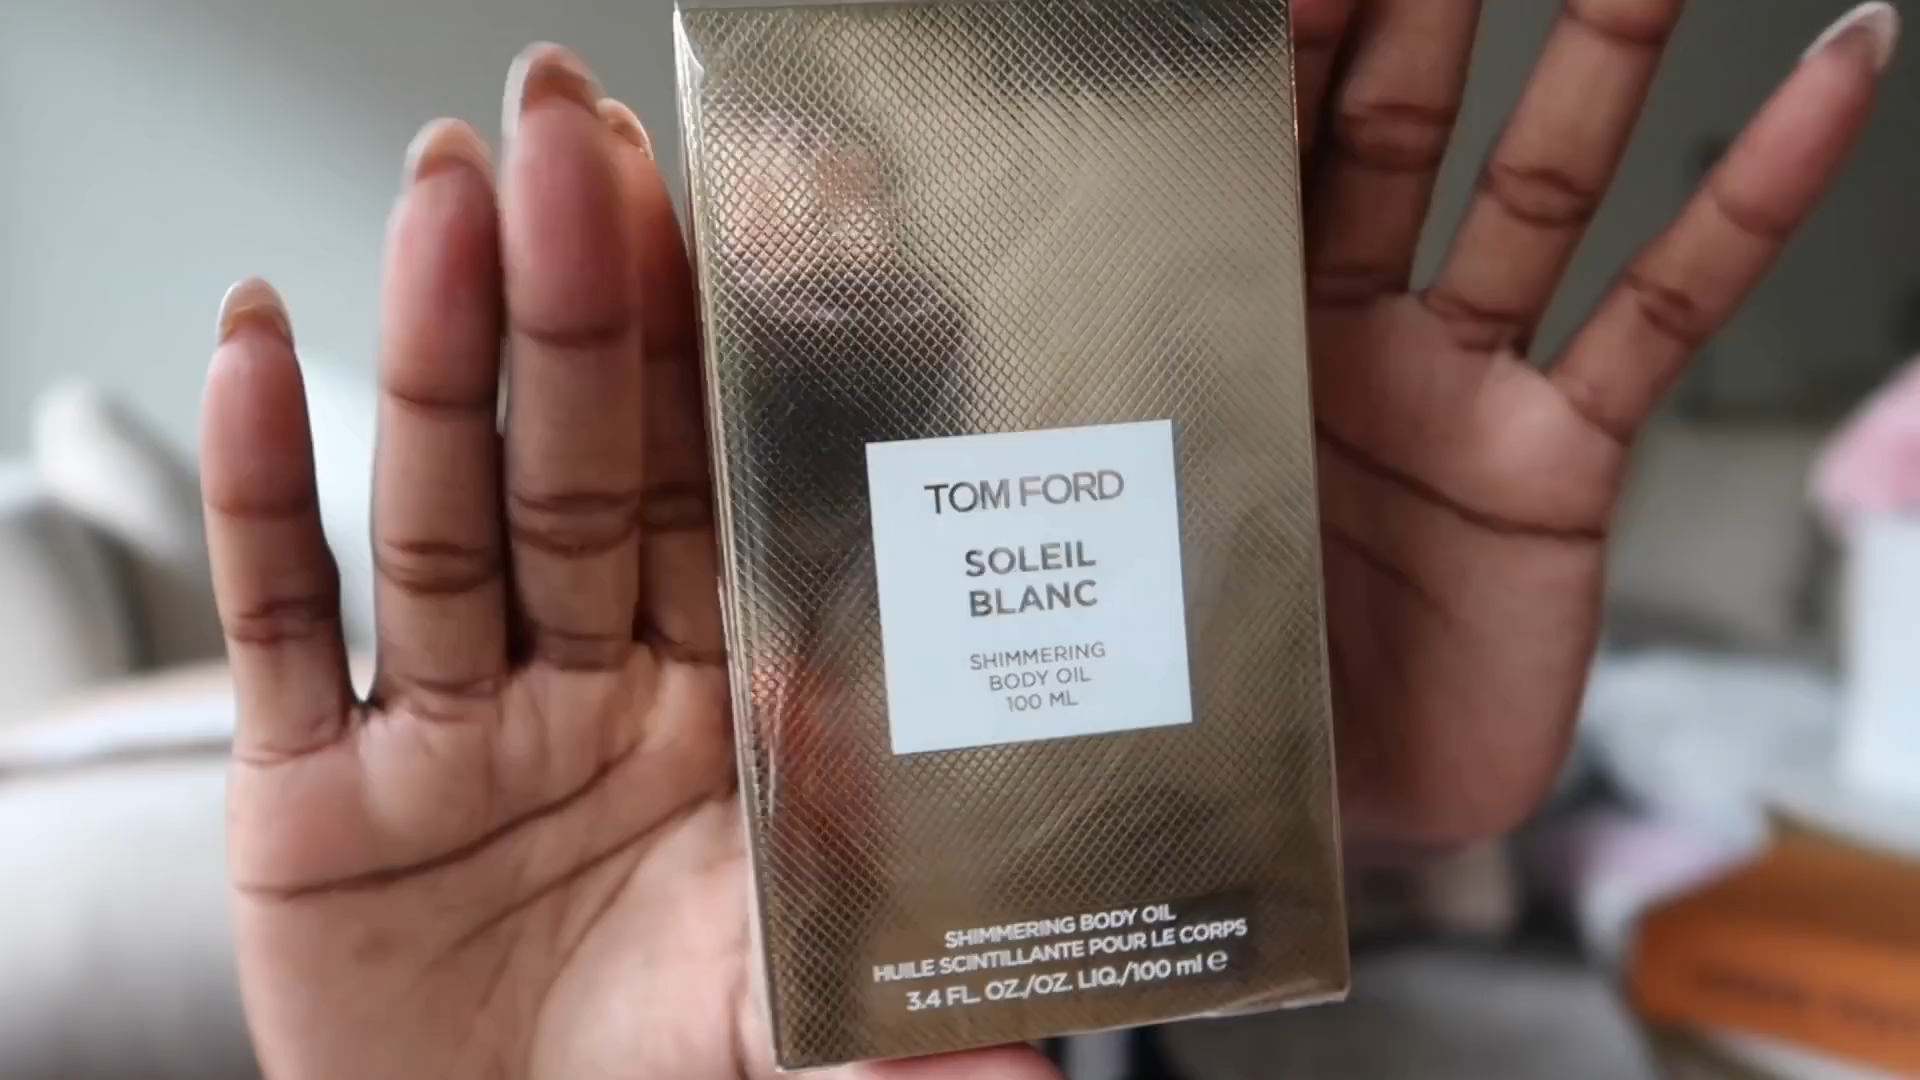 TOM FORD
SOLEIL
BLANC
SHIMMERING
BODY OIL
100 ML
SHIMMERING BODY OIL
HUILE SCINTILLANTE POUR LE CORPS
3.4 FL. OZ./OZ. LIQ./100 ml ℮